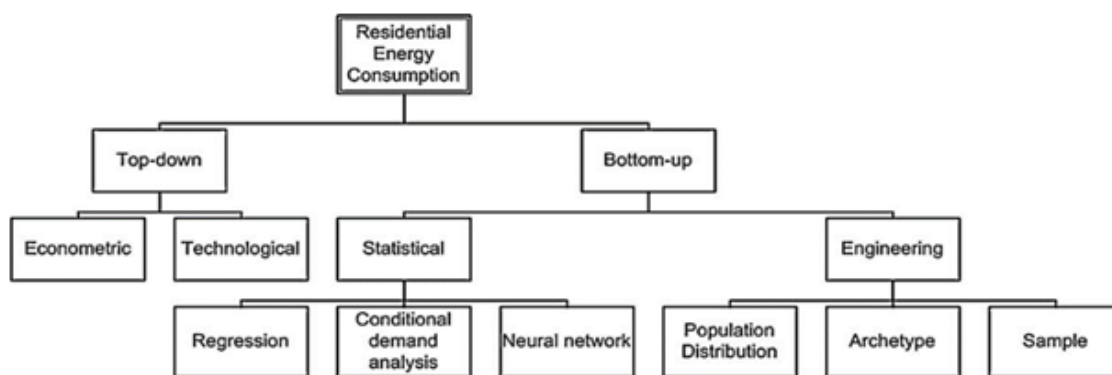 Residential
Energy
Consumption
Top-down
Bottom-up
Econometric
Technological
Statistical
Engineering
Regression
Conditional
demand
analysis
Neural network
Population
Distribution
Archetype
Sample